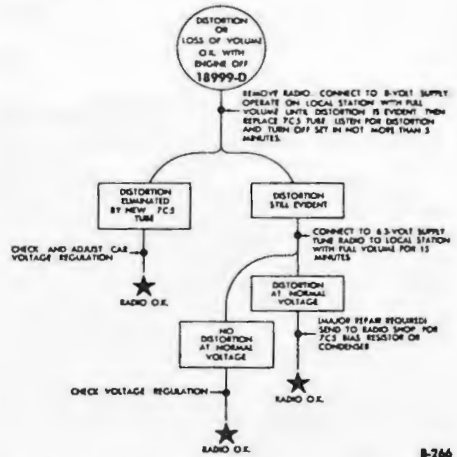 DISTORTION
OR
LOSS OF VOLUME
O.K. WITH
ENGINE OFF
18999-D
REMOVE RADIO. CONNECT TO 8-VOLT SUPPLY
OPERATE ON LOCAL STATION WITH FULL
VOLUME UNTIL DISTORTION IS EVIDENT THEN
REPLACE 7C5 TUBE. LISTEN FOR DISTORTION
AND TURN OFF SET IN NOT MORE THAN 5
MINUTES.
DISTORTION
ELIMINATED
BY NEW 7C5
TUBE
DISTORTION
STILL EVIDENT
CHECK AND ADJUST CAR
VOLTAGE REGULATION
CONNECT TO 6.3-VOLT SUPPLY
TUNE RADIO TO LOCAL STATION
WITH FULL VOLUME FOR 15
MINUTES
RADIO O.K.
DISTORTION
AT NORMAL
VOLTAGE
NO
DISTORTION
AT NORMAL
VOLTAGE
(MAJOR REPAIR REQUIRED)
SEND TO RADIO SHOP FOR
7C5 BIAS RESISTOR OR
CONDENSER
CHECK VOLTAGE REGULATION
RADIO O.K.
RADIO O.K.
B-266